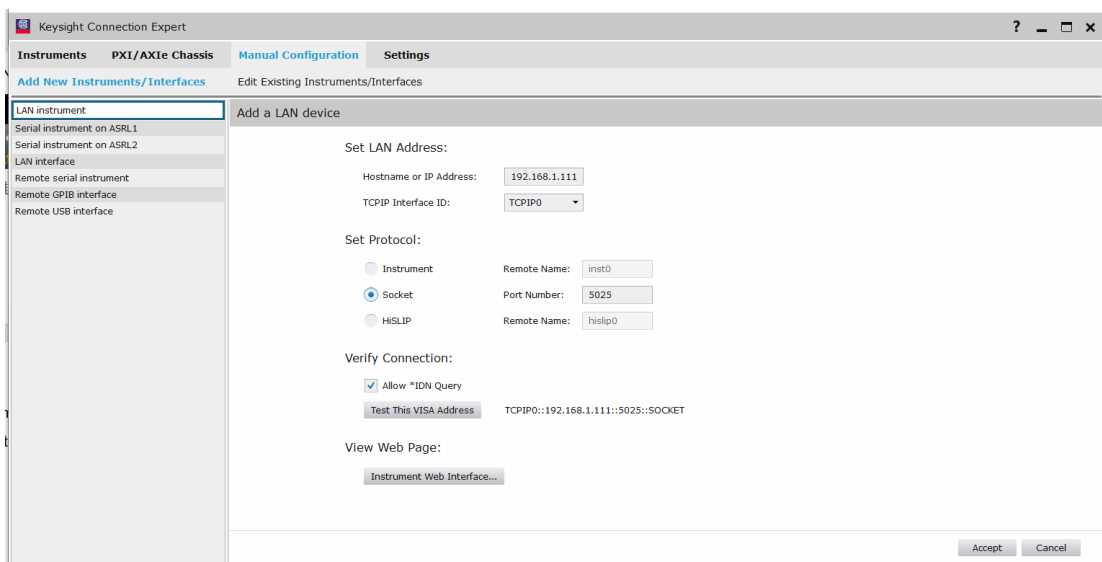 Keysight Connection Expert
Instruments PXI/AXIe Chassis Manual Configuration Settings
Add New Instruments/Interfaces Edit Existing Instruments/Interfaces
LAN instrument
Serial instrument on ASRL1
Serial instrument on ASRL2
LAN interface
Remote serial instrument
Remote GPIB interface
Remote USB interface
Add a LAN device
Set LAN Address:
Hostname or IP Address: 192.168.1.111
TCPIP Interface ID: TCPIP0
Set Protocol:
Instrument Remote Name: inst0
Socket Port Number: 5025
HiSLIP Remote Name: hislip0
Verify Connection:
Allow *IDN Query
Test This VISA Address TCPIP0::192.168.1.111::5025::SOCKET
View Web Page:
Instrument Web Interface...
Accept Cancel